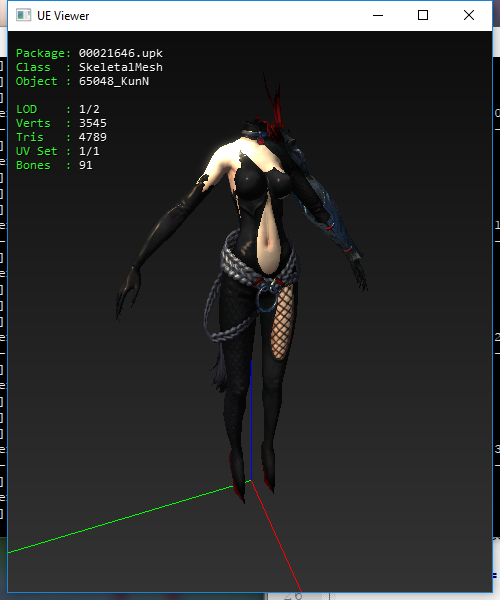 UE Viewer
Package: 00021646.upk
Class : SkeletalMesh
Object : 65048_KunN
LOD : 1/2
Verts : 3545
Tris : 4789
UV Set : 1/1
Bones : 91